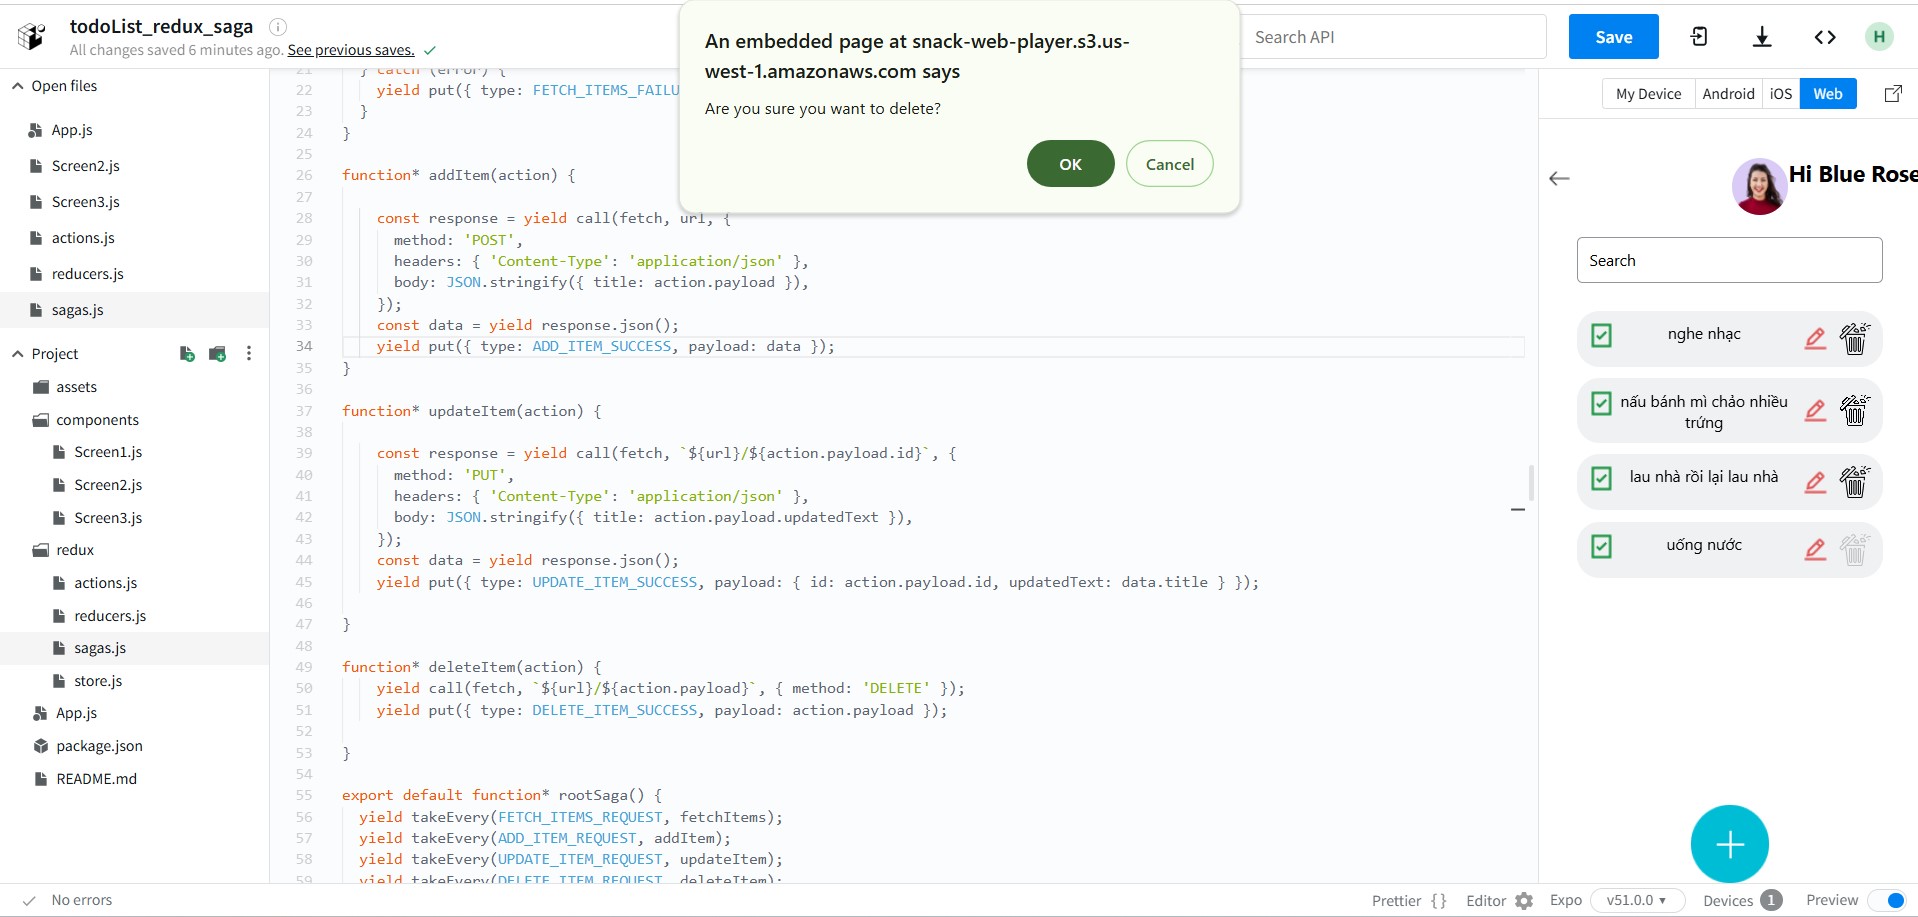 todoList_redux_saga
All changes saved 6 minutes ago. See previous saves.
An embedded page at snack-web-player.s3.us-
west-1.amazonaws.com says
Are you sure you want to delete?
OK
Cancel
Search API
Save
H
Open files
App.js
Screen2.js
Screen3.js
actions.js
reducers.js
sagas.js
Project
assets
components
Screen1.js
Screen2.js
Screen3.js
redux
actions.js
reducers.js
sagas.js
store.js
App.js
package.json
README.md
21 } catch (error) {
22 yield put({ type: FETCH_ITEMS_FAILU
23 }
24 }
25
26 function* addItem(action) {
27
28 const response = yield call(fetch, url, {
29 method: 'POST',
30 headers: { 'Content-Type': 'application/json' },
31 body: JSON.stringify({ title: action.payload }),
32 });
33 const data = yield response.json();
34 yield put({ type: ADD_ITEM_SUCCESS, payload: data });
35 }
36
37 function* updateItem(action) {
38
39 const response = yield call(fetch, `${url}/${action.payload.id}`, {
40 method: 'PUT',
41 headers: { 'Content-Type': 'application/json' },
42 body: JSON.stringify({ title: action.payload.updatedText }),
43 });
44 const data = yield response.json();
45 yield put({ type: UPDATE_ITEM_SUCCESS, payload: { id: action.payload.id, updatedText: data.title } });
46
47 }
48
49 function* deleteItem(action) {
50 yield call(fetch, `${url}/${action.payload}`, { method: 'DELETE' });
51 yield put({ type: DELETE_ITEM_SUCCESS, payload: action.payload });
52
53 }
54
55 export default function* rootSaga() {
56 yield takeEvery(FETCH_ITEMS_REQUEST, fetchItems);
57 yield takeEvery(ADD_ITEM_REQUEST, addItem);
58 yield takeEvery(UPDATE_ITEM_REQUEST, updateItem);
59 yield takeEvery(DELETE_ITEM_REQUEST, deleteItem);
My Device
Android
iOS
Web
Hi Blue Rose
Search
nghe nhạc
nấu bánh mì chảo nhiều
trứng
lau nhà rồi lại lau nhà
uống nước
No errors
Prettier {}
Editor
Expo
v51.0.0
Devices 1
Preview